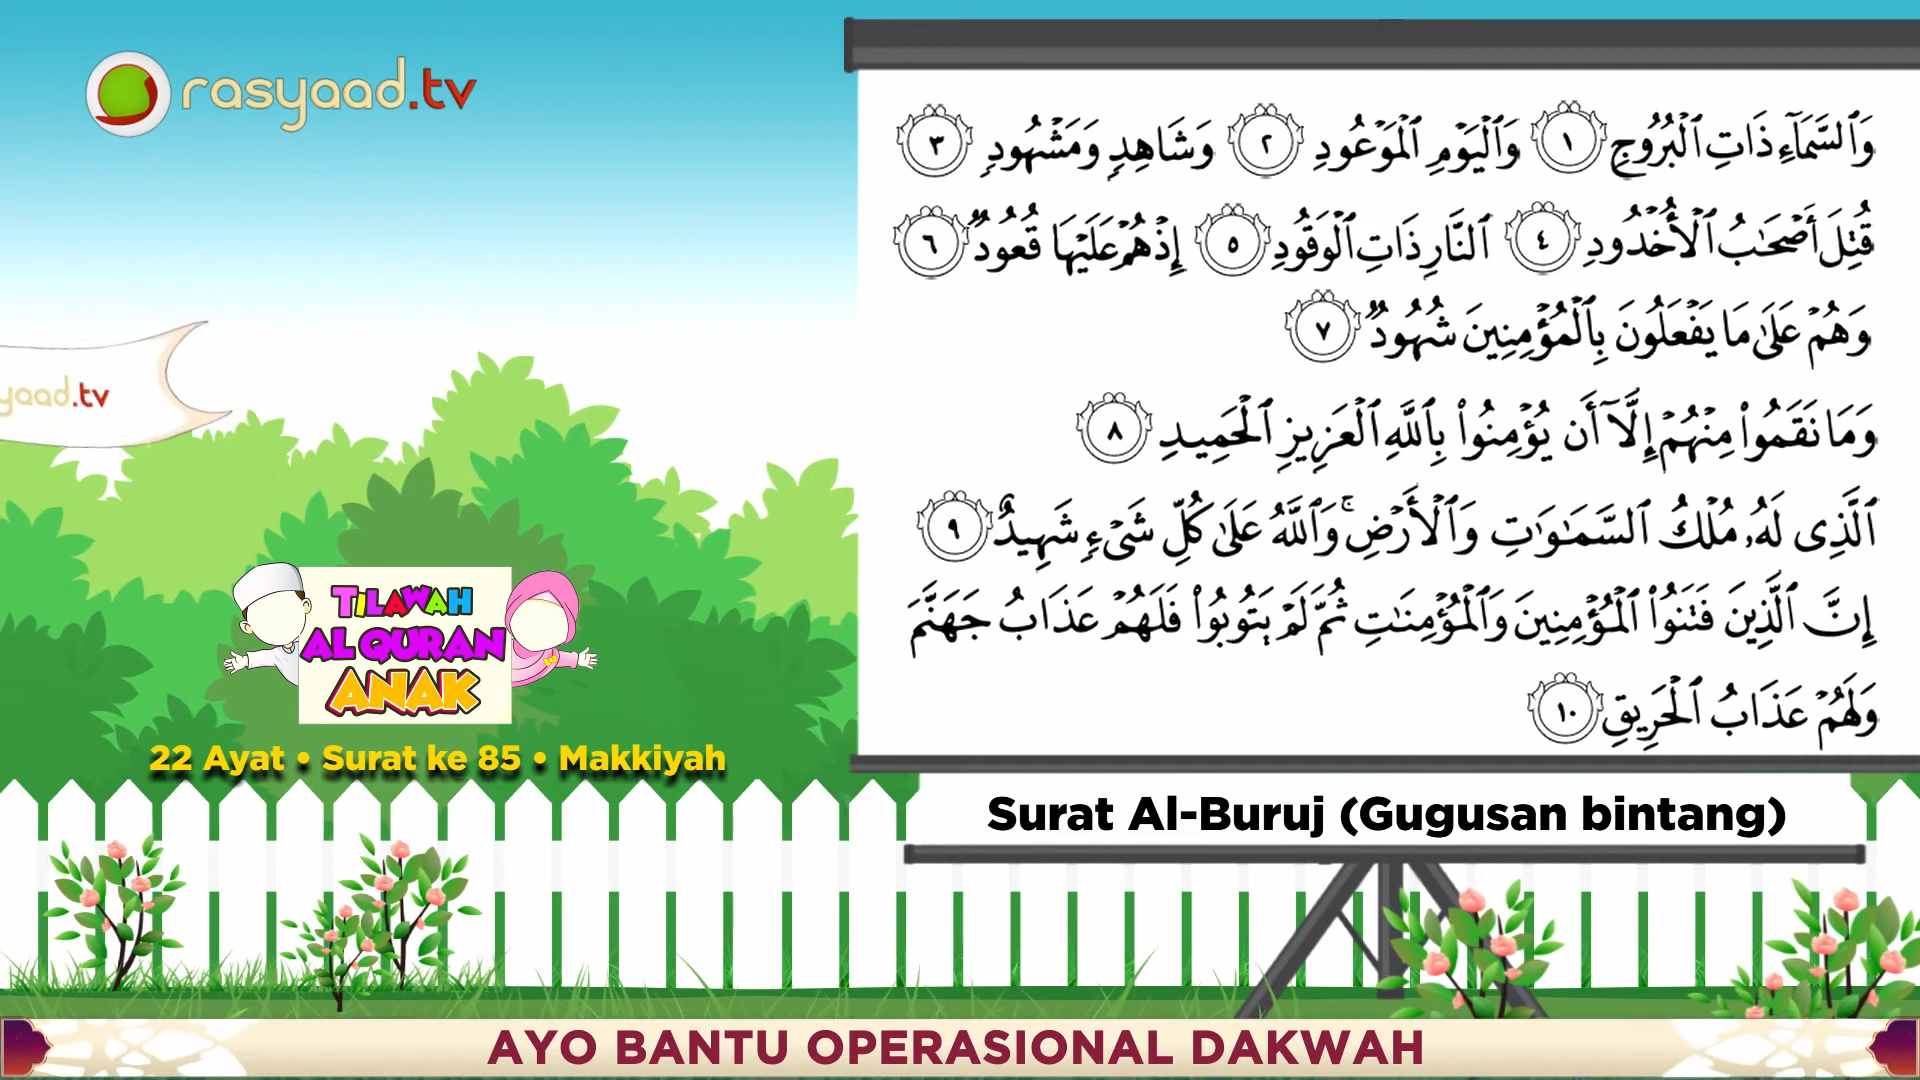 rasyaad.tv
وَٱلسَّمَآءِ ذَاتِ ٱلْبُرُوجِ ١ وَٱلْيَوْمِ ٱلْمَوْعُودِ ٢ وَشَاهِدٍ وَمَشْهُودٍ ٣
قُتِلَ أَصْحَٰبُ ٱلْأُخْدُودِ ٤ ٱلنَّارِ ذَاتِ ٱلْوَقُودِ ٥ إِذْ هُمْ عَلَيْهَا قُعُودٌ ٦
وَهُمْ عَلَىٰ مَا يَفْعَلُونَ بِٱلْمُؤْمِنِينَ شُهُودٌ ٧
وَمَا نَقَمُوا۟ مِنْهُمْ إِلَّآ أَن يُؤْمِنُوا۟ بِٱللَّهِ ٱلْعَزِيزِ ٱلْحَمِيدِ ٨
ٱلَّذِى لَهُۥ مُلْكُ ٱلسَّمَٰوَٰتِ وَٱلْأَرْضِ ۚ وَٱللَّهُ عَلَىٰ كُلِّ شَىْءٍ شَهِيدٌ ٩
إِنَّ ٱلَّذِينَ فَتَنُوا۟ ٱلْمُؤْمِنِينَ وَٱلْمُؤْمِنَٰتِ ثُمَّ لَمْ يَتُوبُوا۟ فَلَهُمْ عَذَابُ جَهَنَّمَ
وَلَهُمْ عَذَابُ ٱلْحَرِيقِ ١٠
yaad.tv
TILAWAH
AL QURAN
ANAK
22 Ayat • Surat ke 85 • Makkiyah
Surat Al-Buruj (Gugusan bintang)
AYO BANTU OPERASIONAL DAKWAH